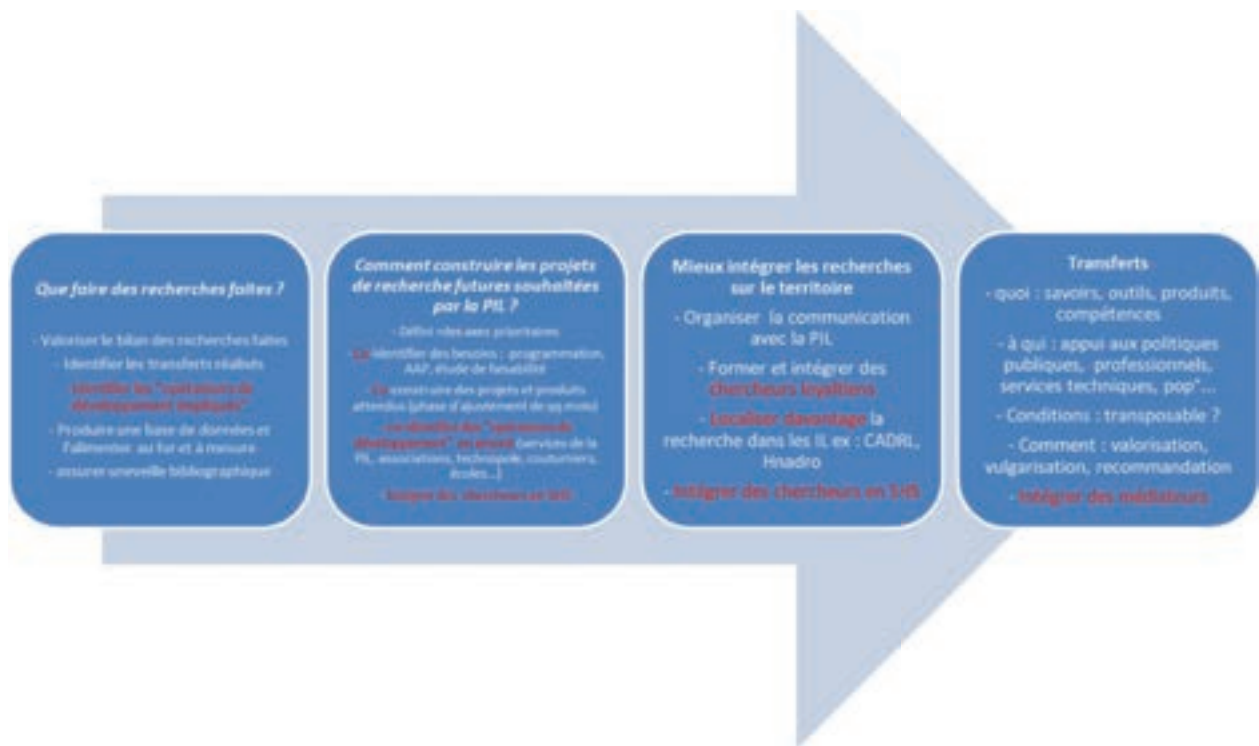 Que faire des recherches faites ?
- Valoriser le bilan des recherches faites
- Identifier les transferts réalisés
- Identifier les "opérateurs de
développement impliqués"
- Produire une base de données et
l'alimenter au fur et à mesure
- assurer une veille bibliographique
Comment construire les projets
de recherche futures souhaitées
par la PIL ?
- Définir des axes prioritaires
- Co identifier des besoins : programmation,
AAP, étude de faisabilité
- Co construire des projets et produits
attendus (phase d'ajustement de qq mois)
- co identifier des "opérateurs de
développement" en amont (services de la
PIL, associations, technopole, coutumiers,
écoles...)
- Intégrer des chercheurs en SHS
Mieux intégrer les recherches
sur le territoire
- Organiser la communication
avec la PIL
- Former et intégrer des
chercheurs loyaltiens
- Localiser davantage la
recherche dans les IL ex : CADRL,
Hnadro
- Intégrer des chercheurs en SHS
Transferts
- quoi : savoirs, outils, produits,
compétences
- à qui : appui aux politiques
publiques, professionnels,
services techniques, pop°...
- Conditions : transposable ?
- Comment : valorisation,
vulgarisation, recommandation
- Intégrer des médiateurs